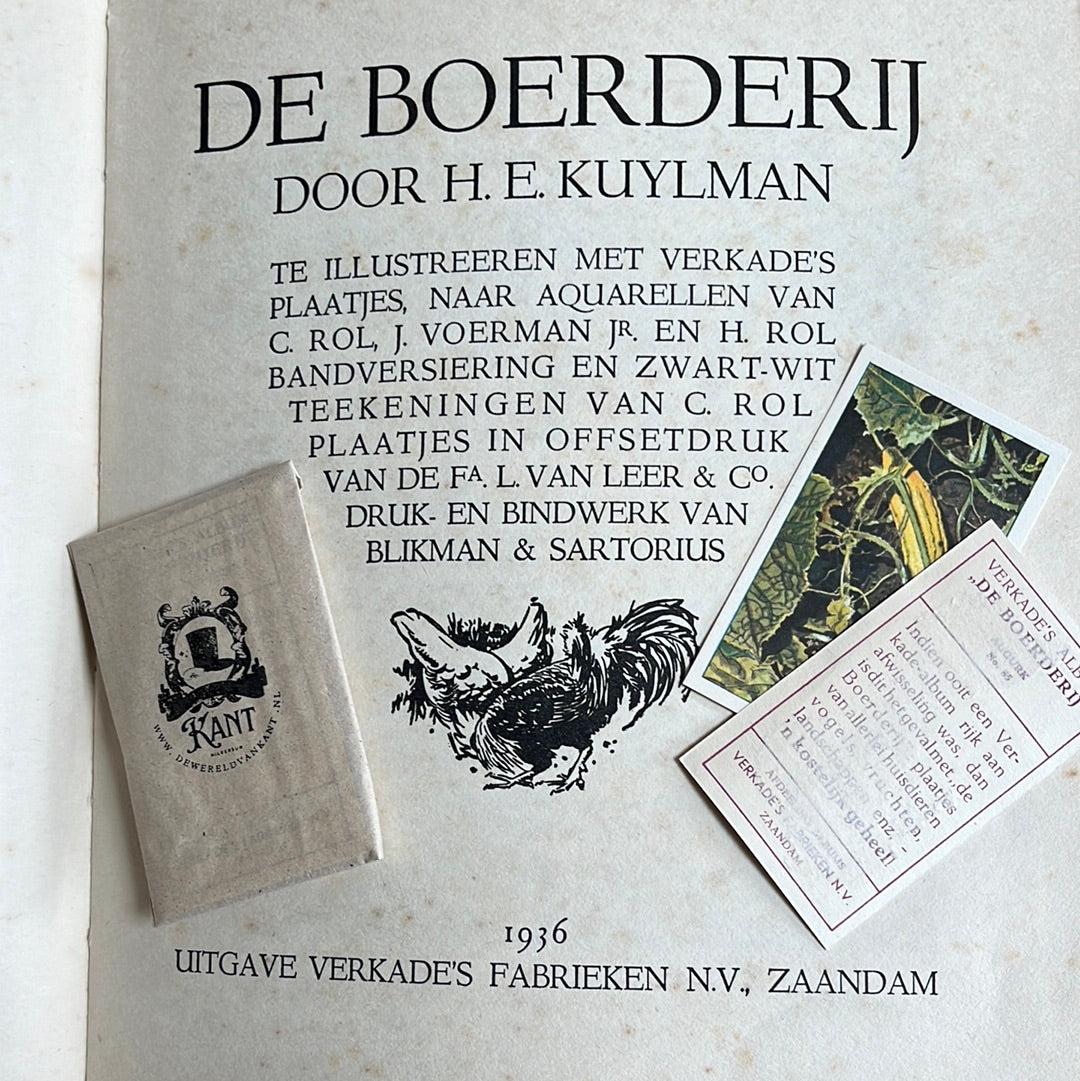 DE BOERDERIJ
DOOR H. E. KUYLMAN
TE ILLUSTREEREN MET VERKADE'S
PLAATJES, NAAR AQUARELLEN VAN
C. ROL, J. VOERMAN JR. EN H. ROL
BANDVERSIERING EN ZWART-WIT
TEEKENINGEN VAN C. ROL
PLAATJES IN OFFSETDRUK
VAN DE FA. L. VAN LEER & CO.
DRUK- EN BINDWERK VAN
BLIKMAN & SARTORIUS
1936
UITGAVE VERKADE'S FABRIEKEN N.V., ZAANDAM
KANT
HILVERSUM
WWW.DEWERELDVANKANT.NL
VERKADE'S ALB
„DE BOERDERIJ
AUGURK
No. 63
Indien ooit een Ver-
kade-album rijk aan
afwisseling was, dan
is dit het geval met „de
Boerderij": plaatjes
van allerlei huisdieren
vogels, vruchten,
landschappen enz, -
'n kostelijk geheel!
VERKADE'S FABRIEKEN N.V.
ZAANDAM